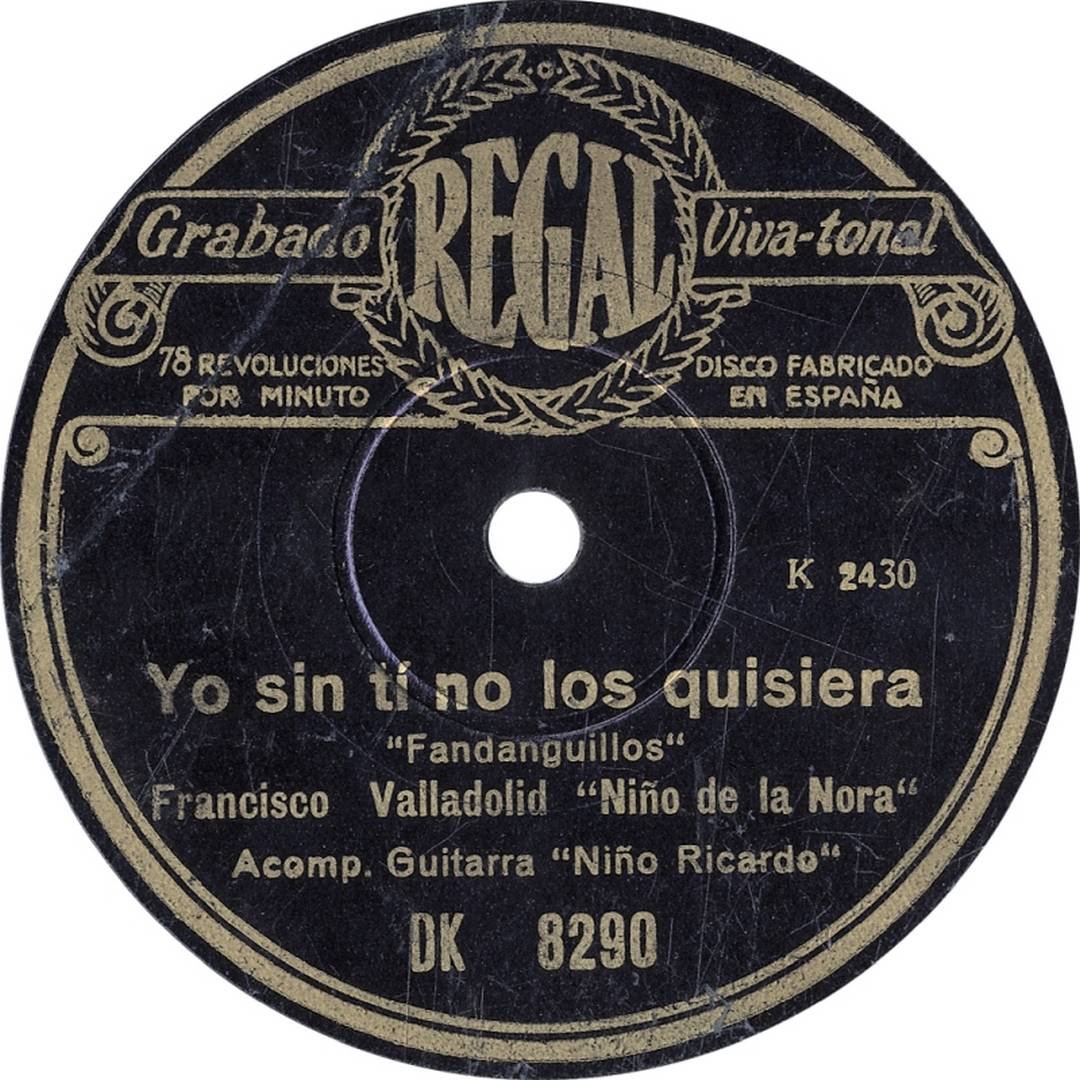 · C ·
REGAL
Grabado
Viva-tonal
78 REVOLUCIONES
POR MINUTO
DISCO FABRICADO
EN ESPAÑA
K 2430
Yo sin tí no los quisiera
“Fandanguillos“
Francisco Valladolid “Niño de la Nora“
Acomp. Guitarra “Niño Ricardo“
DK 8290